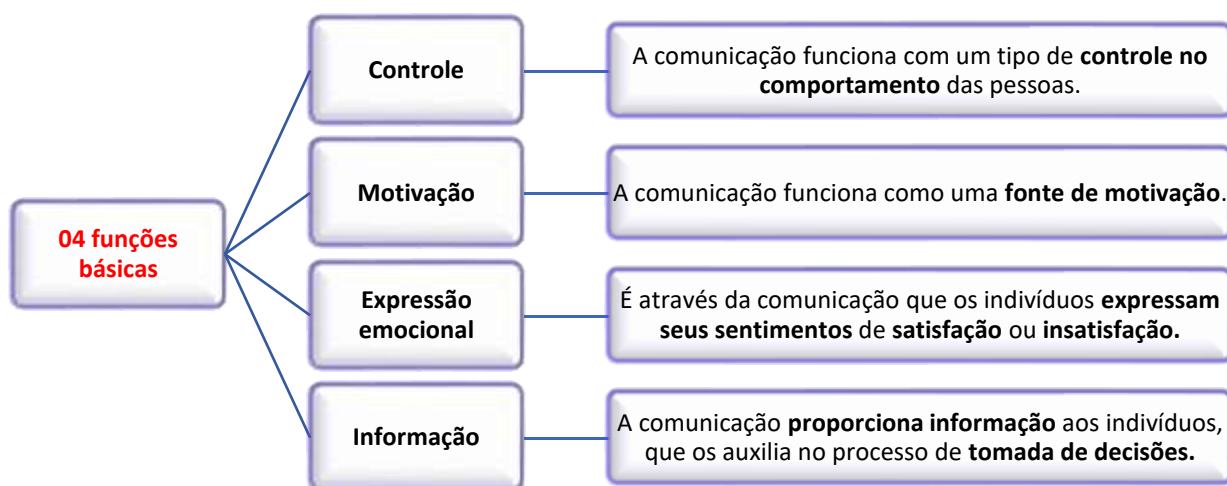 04 funções
básicas
Controle
A comunicação funciona com um tipo de controle no
comportamento das pessoas.
Motivação
A comunicação funciona como uma fonte de motivação.
Expressão
emocional
É através da comunicação que os indivíduos expressam
seus sentimentos de satisfação ou insatisfação.
Informação
A comunicação proporciona informação aos indivíduos,
que os auxilia no processo de tomada de decisões.